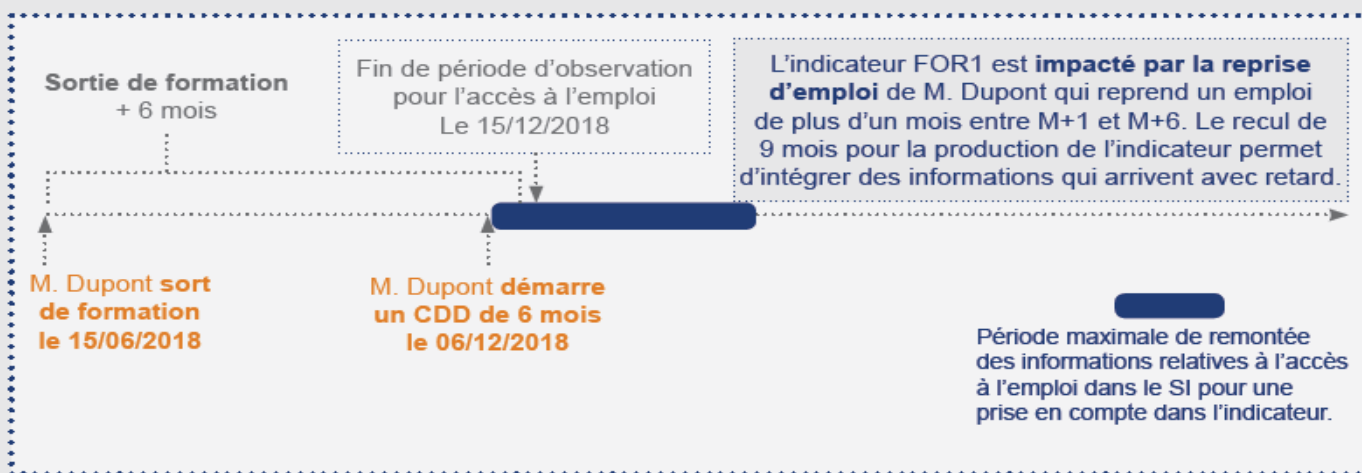 Sortie de formation
+ 6 mois
Fin de période d'observation
pour l'accès à l'emploi
Le 15/12/2018
L'indicateur FOR1 est impacté par la reprise
d'emploi de M. Dupont qui reprend un emploi
de plus d'un mois entre M+1 et M+6. Le recul de
9 mois pour la production de l'indicateur permet
d'intégrer des informations qui arrivent avec retard.
M. Dupont sort
de formation
le 15/06/2018
M. Dupont démarre
un CDD de 6 mois
le 06/12/2018
Période maximale de remontée
des informations relatives à l'accès
à l'emploi dans le SI pour une
prise en compte dans l'indicateur.